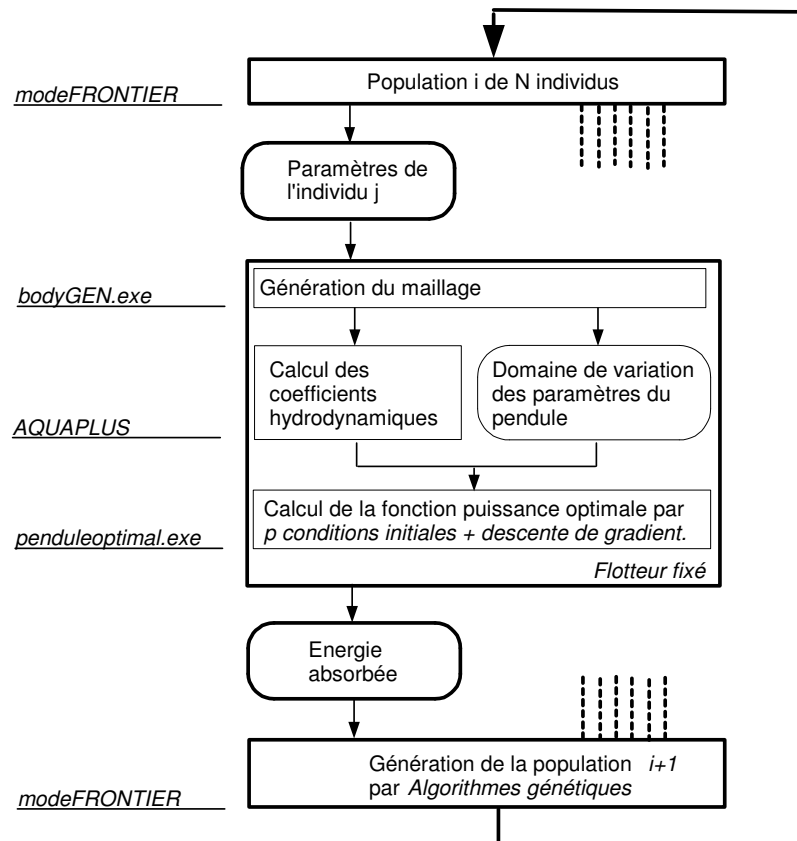 Population i de N individus
modeFRONTIER
Paramètres de
l'individu j
bodyGEN.exe
Génération du maillage
Calcul des
coefficients
hydrodynamiques
Domaine de variation
des paramètres du
pendule
AQUAPLUS
Calcul de la fonction puissance optimale par
p conditions initiales + descente de gradient.
penduleoptimal.exe
Flotteur fixé
Energie
absorbée
Génération de la population i+1
par Algorithmes génétiques
modeFRONTIER